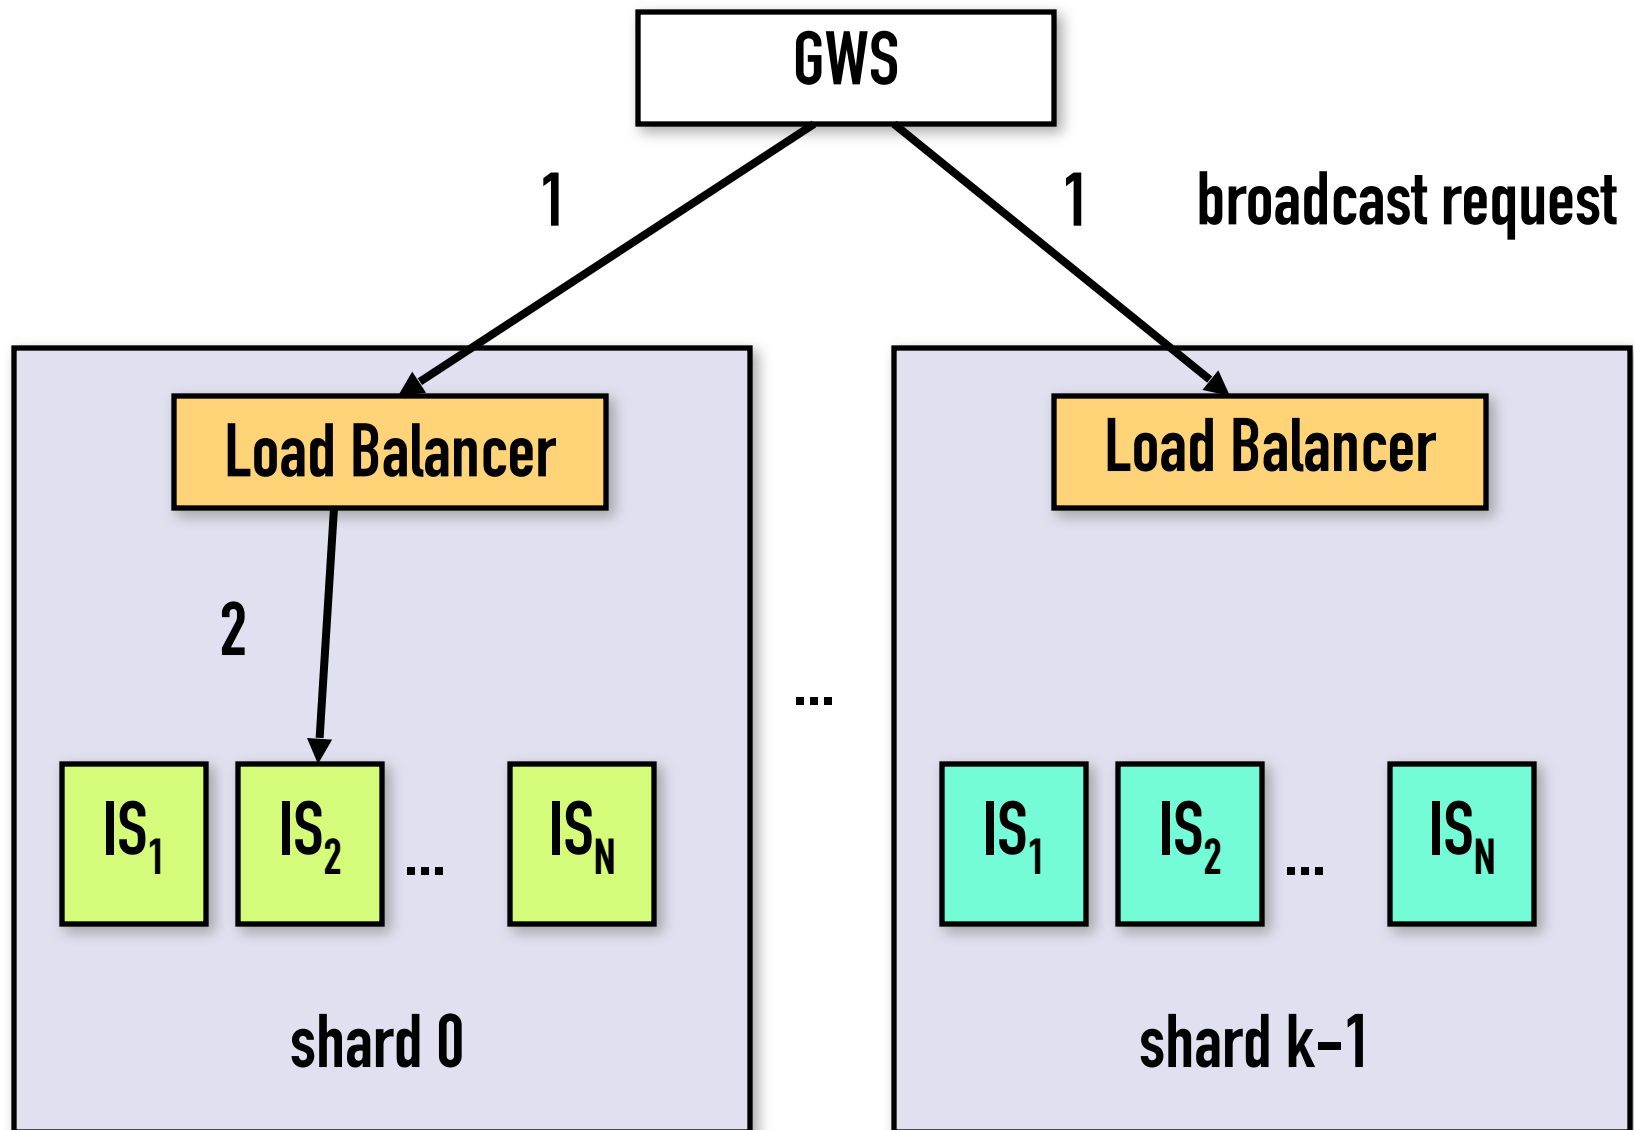 GWS
1 1 broadcast request
Load Balancer Load Balancer
2
...
IS1 IS2 ... ISN IS1 IS2 ... ISN
shard 0 shard k-1